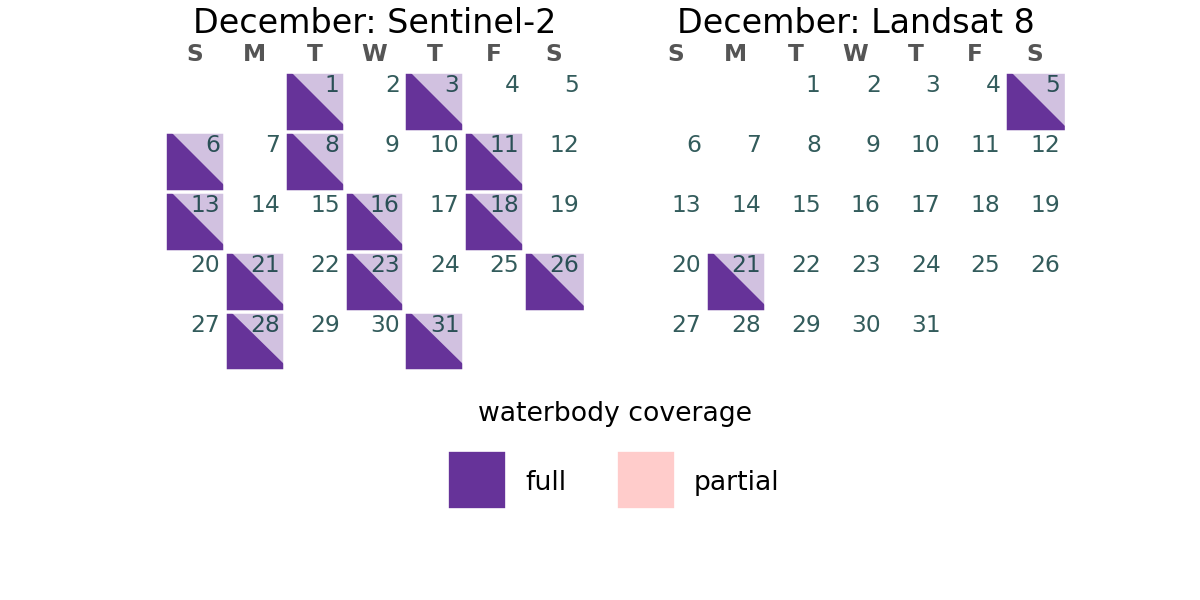 December: Sentinel-2
S M T W T F S
1 2 3 4 5
6 7 8 9 10 11 12
13 14 15 16 17 18 19
20 21 22 23 24 25 26
27 28 29 30 31
December: Landsat 8
S M T W T F S
1 2 3 4 5
6 7 8 9 10 11 12
13 14 15 16 17 18 19
20 21 22 23 24 25 26
27 28 29 30 31
waterbody coverage
full partial